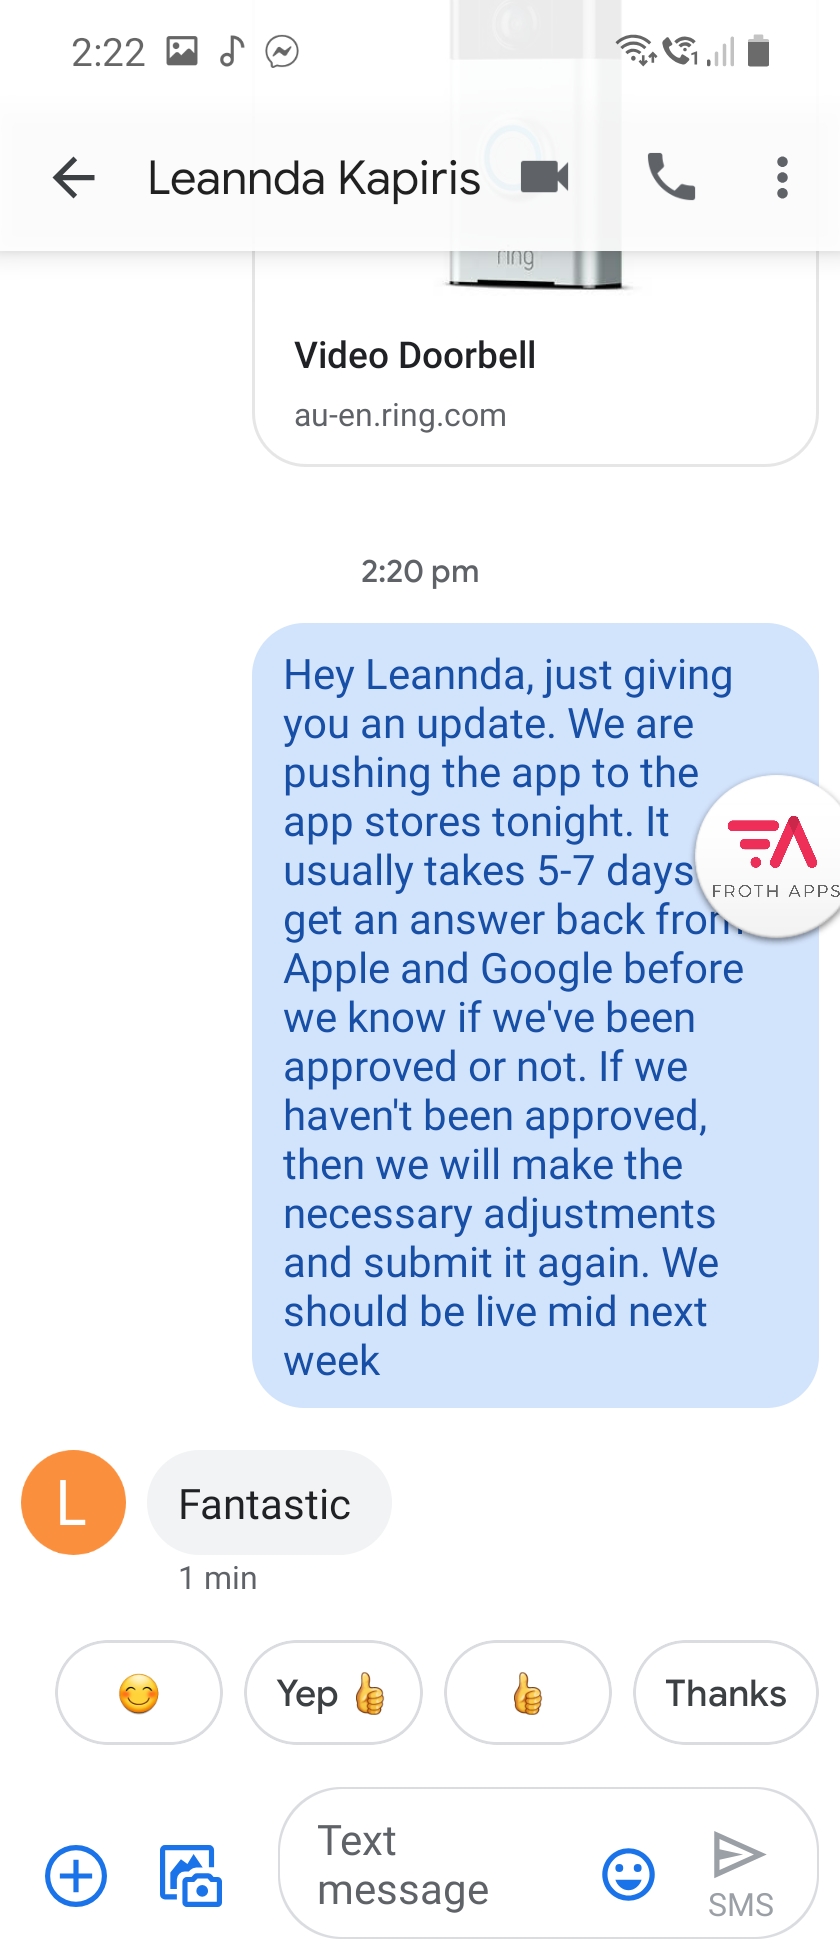 2:22
Leannda Kapiris
ring
Video Doorbell
au-en.ring.com
2:20 pm
Hey Leannda, just giving
you an update. We are
pushing the app to the
app stores tonight. It
usually takes 5-7 days
get an answer back from
Apple and Google before
we know if we've been
approved or not. If we
haven't been approved,
then we will make the
necessary adjustments
and submit it again. We
should be live mid next
week
FROTH APPS
L
Fantastic
1 min
Yep 👍
Thanks
Text
message
SMS